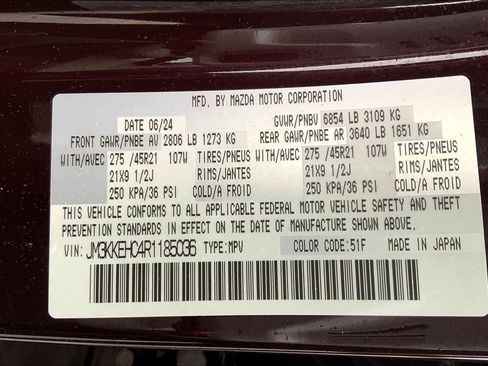 MFD. BY MAZDA MOTOR CORPORATION
DATE 06/24 GVWR/PNBV 6854 LB 3109 KG
FRONT GAWR/PNBE AV 2806 LB 1273 KG REAR GAWR/PNBE AR 3640 LB 1651 KG
WITH/AVEC 275 /45R21 107W TIRES/PNEU WITH/AVEC 275 /45R21 107W TIRES/PNEU
21X9 1/2J RIMS/JANTES 21X9 1/2J RIMS/JANTES
250 KPA/36 PSI COLD/A FROID 250 KPA/36 PSI COLD/A FROID
THIS VEHICLE CONFORMS TO ALL APPLICABLE FEDERAL MOTOR VEHICLE SAFETY AND THEFT
PREVENTION STANDARDS IN EFFECT ON THE DATE OF MANUFACTURE SHOWN ABOVE.
VIN: JM3KKEHC4R1185036 TYPE: MPV COLOR CODE: 51F MADE IN JAPAN